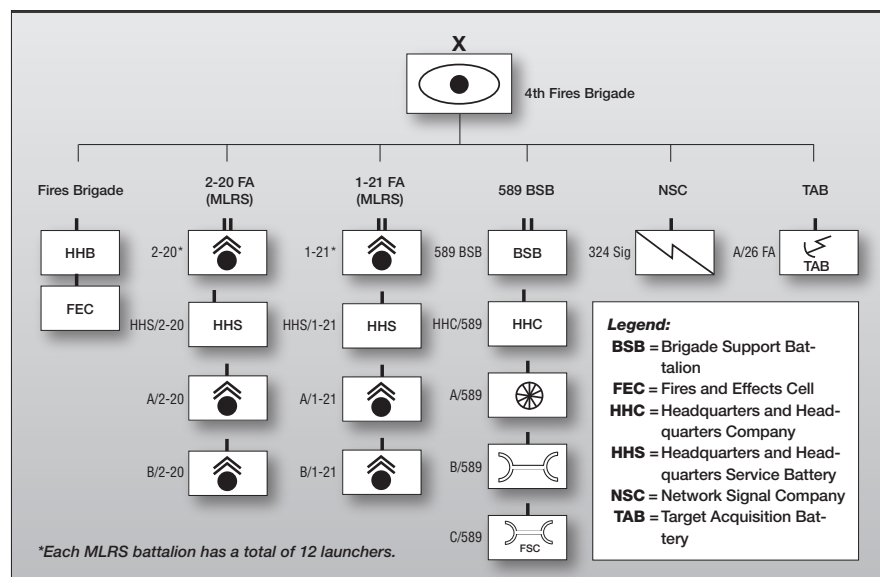 X
4th Fires Brigade
Fires Brigade
2-20 FA
(MLRS)
1-21 FA
(MLRS)
589 BSB
NSC
TAB
HHB
2-20*
1-21*
589 BSB
BSB
324 Sig
A/26 FA
TAB
FEC
HHS/2-20
HHS
HHS/1-21
HHS
HHC/589
HHC
A/2-20
A/1-21
A/589
B/2-20
B/1-21
B/589
C/589
FSC
Legend:
BSB = Brigade Support Bat-
talion
FEC = Fires and Effects Cell
HHC = Headquarters and Head-
quarters Company
HHS = Headquarters and Head-
quarters Service Battery
NSC = Network Signal Company
TAB = Target Acquisition Bat-
tery
*Each MLRS battalion has a total of 12 launchers.